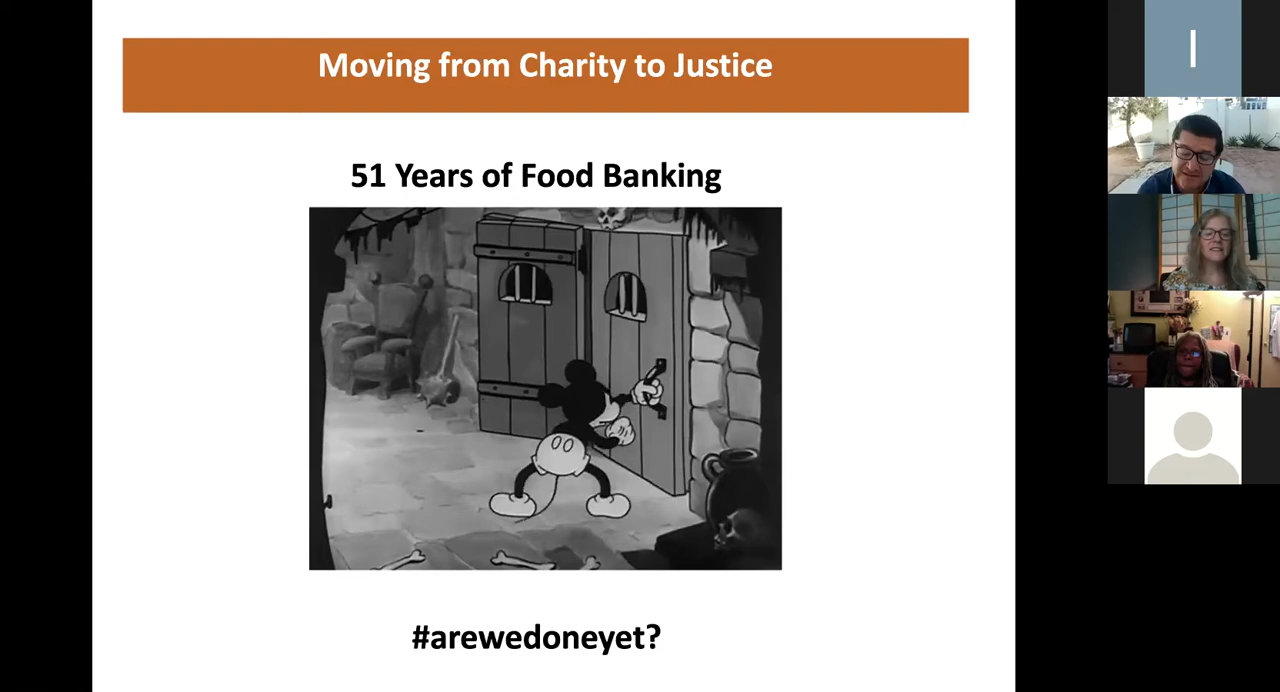 Moving from Charity to Justice
51 Years of Food Banking
#arewedoneyet?
I